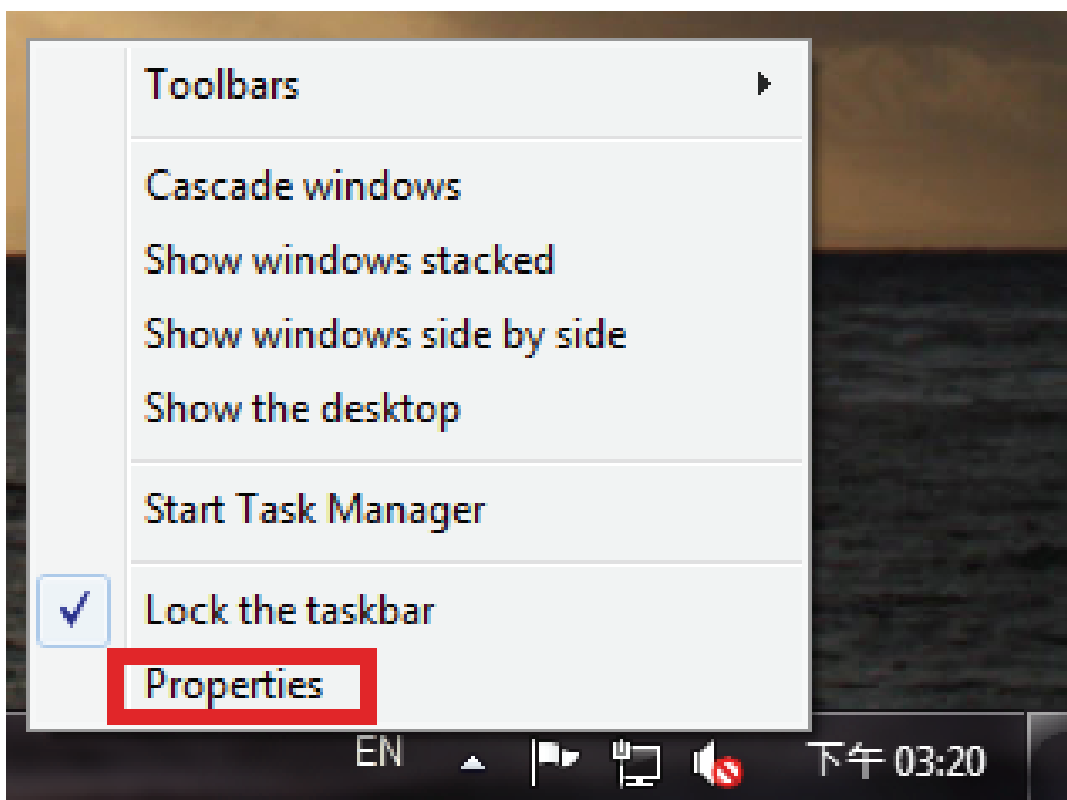 Toolbars
Cascade windows
Show windows stacked
Show windows side by side
Show the desktop
Start Task Manager
Lock the taskbar
Properties
EN 下午 03:20